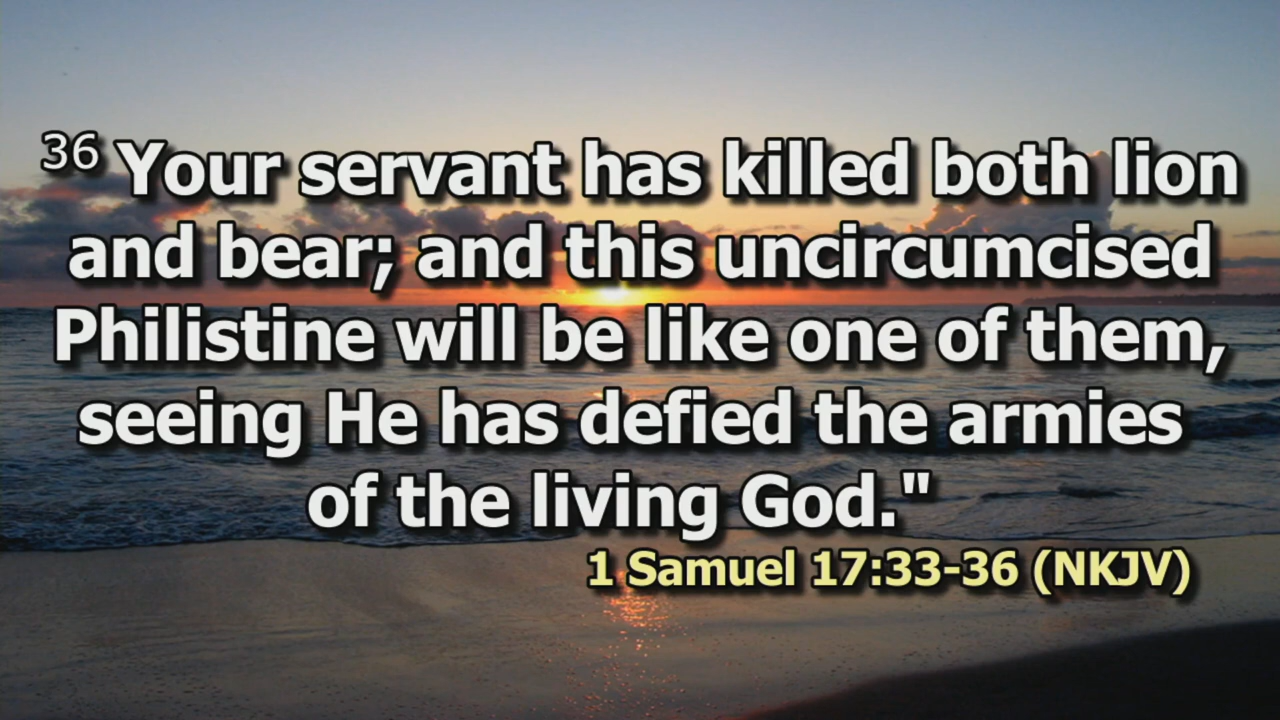 36 Your servant has killed both lion
and bear; and this uncircumcised
Philistine will be like one of them,
seeing He has defied the armies
of the living God."
1 Samuel 17:33-36 (NKJV)